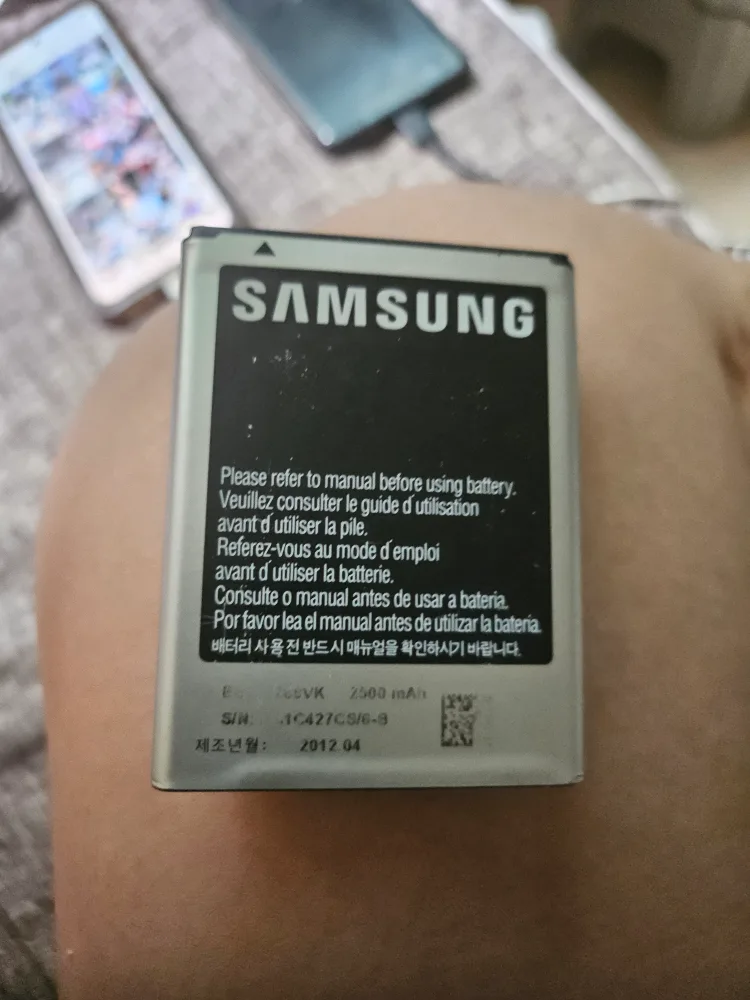 SAMSUNG
Please refer to manual before using battery.
Veuillez consulter le guide d'utilisation
avant d'utiliser la pile.
Referez-vous au mode d'emploi
avant d'utiliser la batterie.
Consulte o manual antes de usar a bateria.
Por favor lea el manual antes de utilizar la bateria.
배터리 사용 전 반드시 매뉴얼을 확인하시기 바랍니다.
2500 mAh
S/N:
제조년월: 2012.04